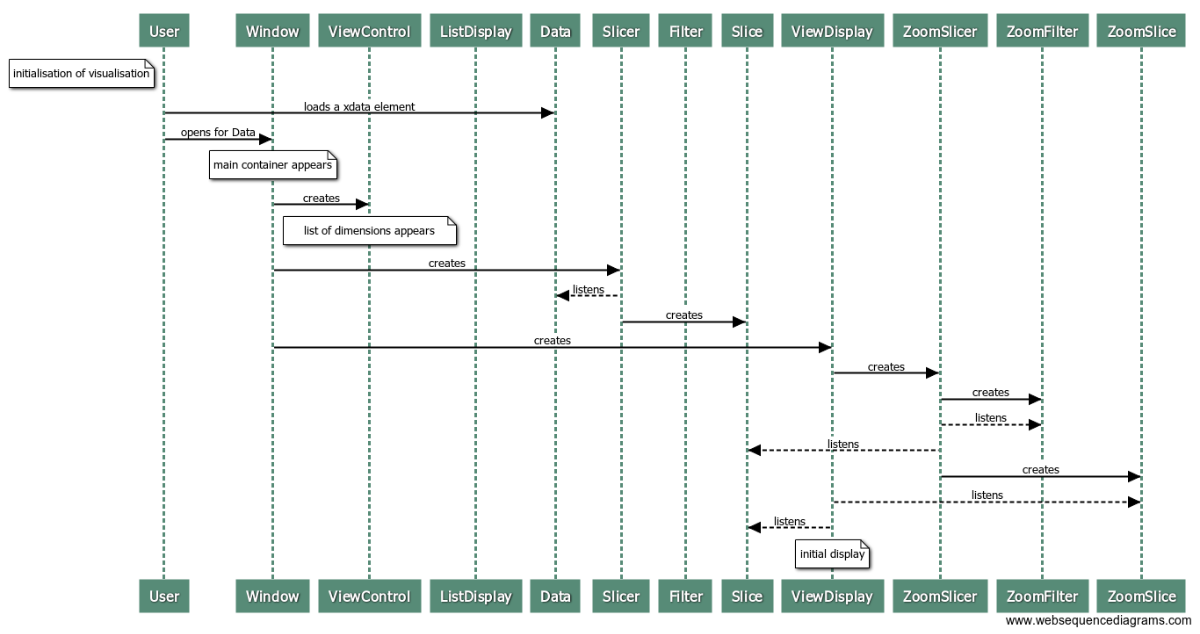 User Window ViewControl ListDisplay Data Slicer Filter Slice ViewDisplay ZoomSlicer ZoomFilter ZoomSlice
initialisation of visualisation
loads a xdata element
opens for Data
main container appears
creates
list of dimensions appears
creates
listens
creates
creates
creates
creates
listens
listens
creates
listens
listens
initial display
User Window ViewControl ListDisplay Data Slicer Filter Slice ViewDisplay ZoomSlicer ZoomFilter ZoomSlice
www.websequencediagrams.com